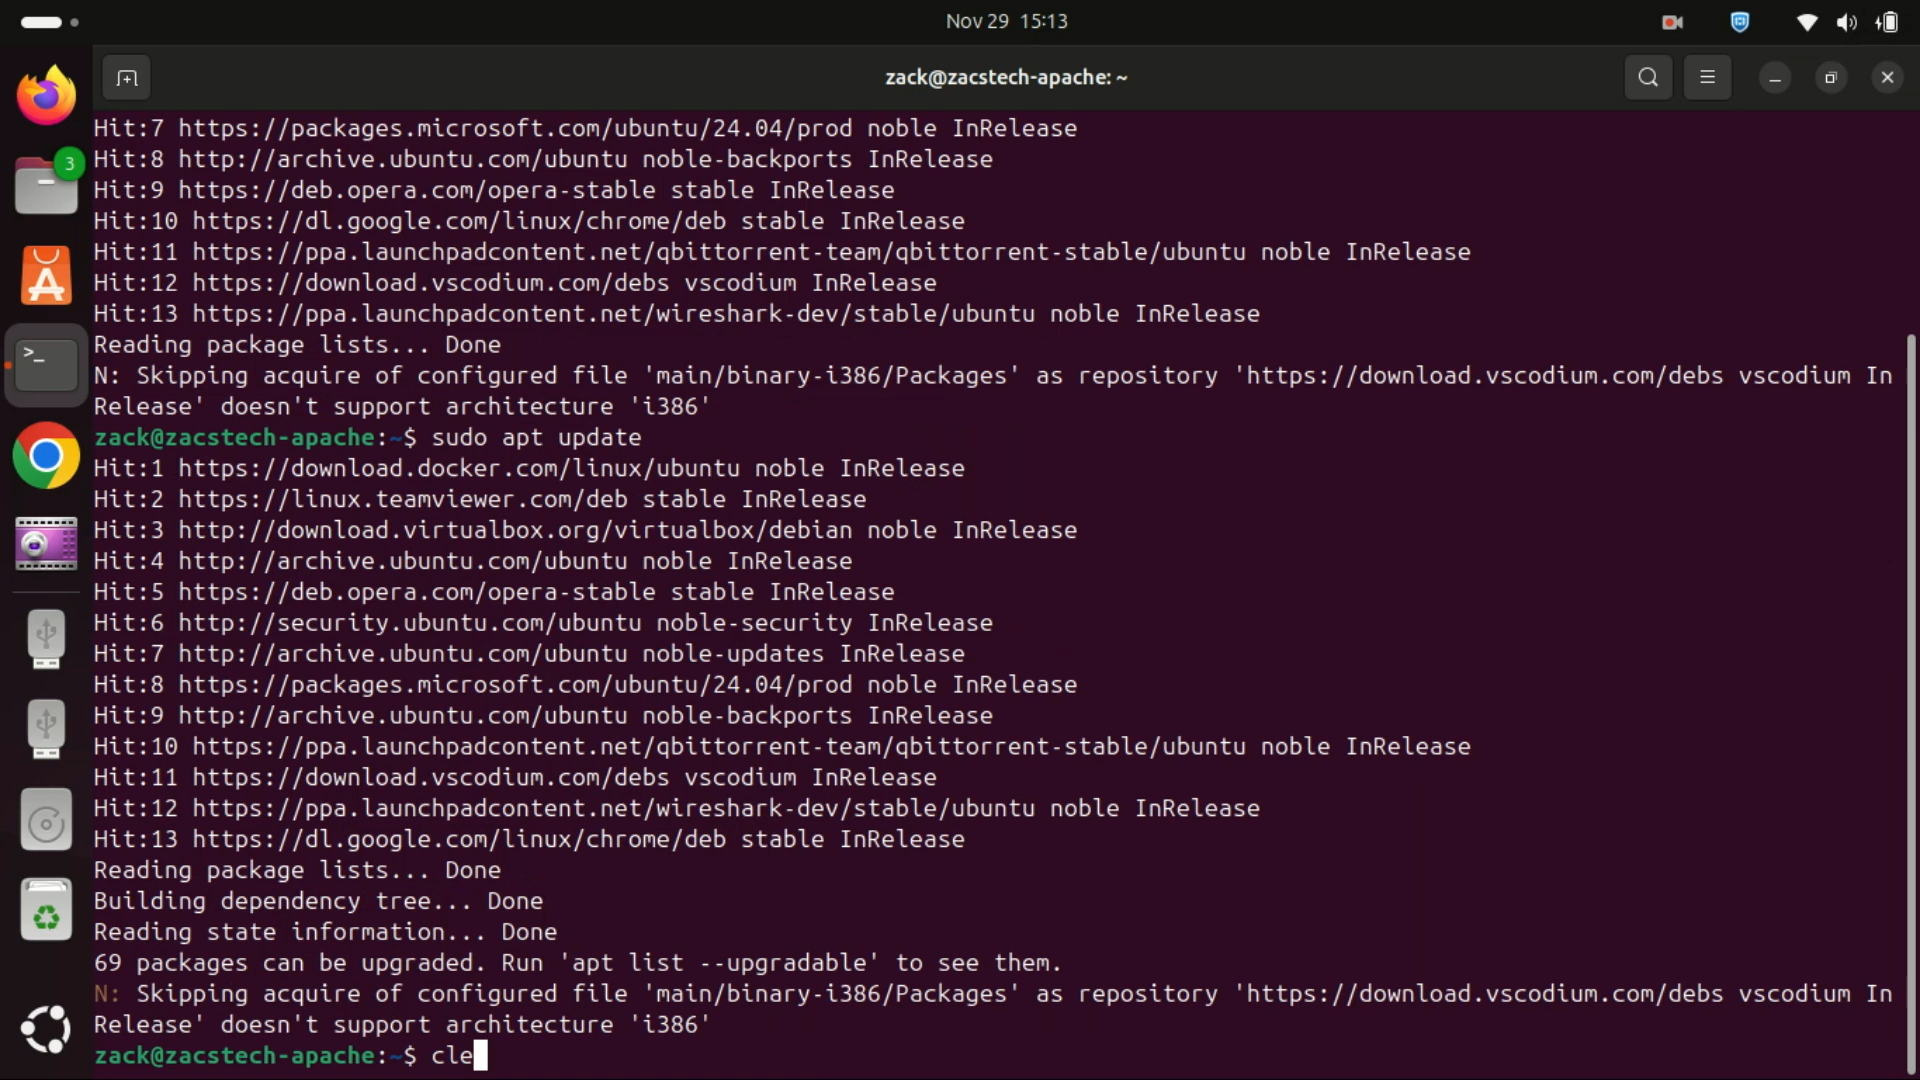 Nov 29 15:13
zack@zacstech-apache: ~
3
Hit:7 https://packages.microsoft.com/ubuntu/24.04/prod noble InRelease
Hit:8 http://archive.ubuntu.com/ubuntu noble-backports InRelease
Hit:9 https://deb.opera.com/opera-stable stable InRelease
Hit:10 https://dl.google.com/linux/chrome/deb stable InRelease
Hit:11 https://ppa.launchpadcontent.net/qbittorrent-team/qbittorrent-stable/ubuntu noble InRelease
Hit:12 https://download.vscodium.com/debs vscodium InRelease
Hit:13 https://ppa.launchpadcontent.net/wireshark-dev/stable/ubuntu noble InRelease
Reading package lists... Done
N: Skipping acquire of configured file 'main/binary-i386/Packages' as repository 'https://download.vscodium.com/debs vscodium In
Release' doesn't support architecture 'i386'
zack@zacstech-apache:~$ sudo apt update
Hit:1 https://download.docker.com/linux/ubuntu noble InRelease
Hit:2 https://linux.teamviewer.com/deb stable InRelease
Hit:3 http://download.virtualbox.org/virtualbox/debian noble InRelease
Hit:4 http://archive.ubuntu.com/ubuntu noble InRelease
Hit:5 https://deb.opera.com/opera-stable stable InRelease
Hit:6 http://security.ubuntu.com/ubuntu noble-security InRelease
Hit:7 http://archive.ubuntu.com/ubuntu noble-updates InRelease
Hit:8 https://packages.microsoft.com/ubuntu/24.04/prod noble InRelease
Hit:9 http://archive.ubuntu.com/ubuntu noble-backports InRelease
Hit:10 https://ppa.launchpadcontent.net/qbittorrent-team/qbittorrent-stable/ubuntu noble InRelease
Hit:11 https://download.vscodium.com/debs vscodium InRelease
Hit:12 https://ppa.launchpadcontent.net/wireshark-dev/stable/ubuntu noble InRelease
Hit:13 https://dl.google.com/linux/chrome/deb stable InRelease
Reading package lists... Done
Building dependency tree... Done
Reading state information... Done
69 packages can be upgraded. Run 'apt list --upgradable' to see them.
N: Skipping acquire of configured file 'main/binary-i386/Packages' as repository 'https://download.vscodium.com/debs vscodium In
Release' doesn't support architecture 'i386'
zack@zacstech-apache:~$ cle